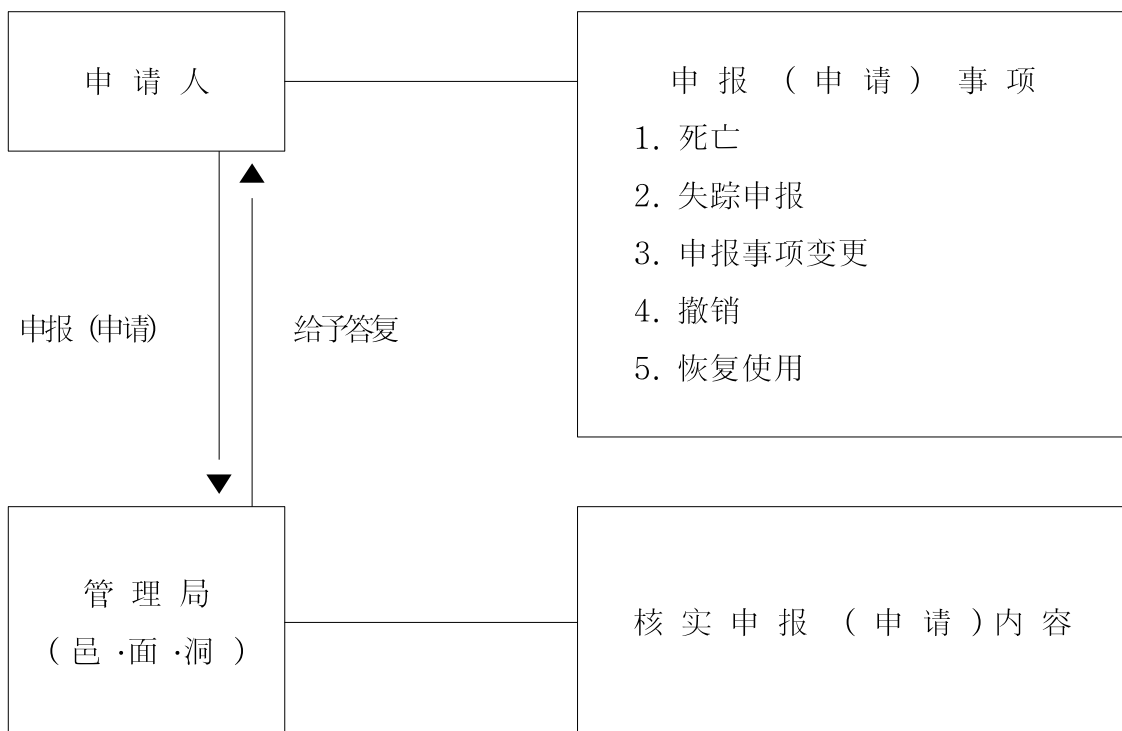 申请人
申报(申请)事项
1. 死亡
2. 失踪申报
3. 申报事项变更
4. 撤销
5. 恢复使用
申报 (申请)
给予答复
管理局
(邑·面·洞)
核实申报(申请)内容